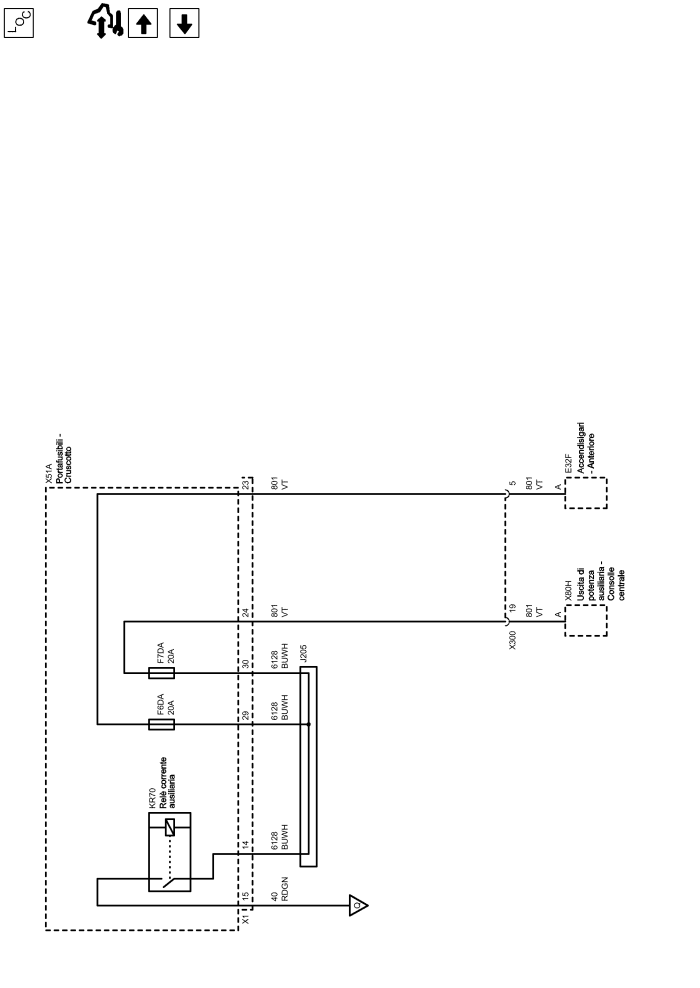 LOC
X51A
Portafusibili -
Cruscotto
23
801
VT
5
801
VT
A
E32F
Accendisigari
- Anteriore
24
801
VT
19
X300
801
VT
A
X80H
Uscita di
potenza
ausiliaria -
Consolle
centrale
F7DA
20A
30
6128
BUWH
J205
F6DA
20A
29
6128
BUWH
KR70
Relè corrente
ausiliaria
14
6128
BUWH
X1
15
40
RDGN
Q